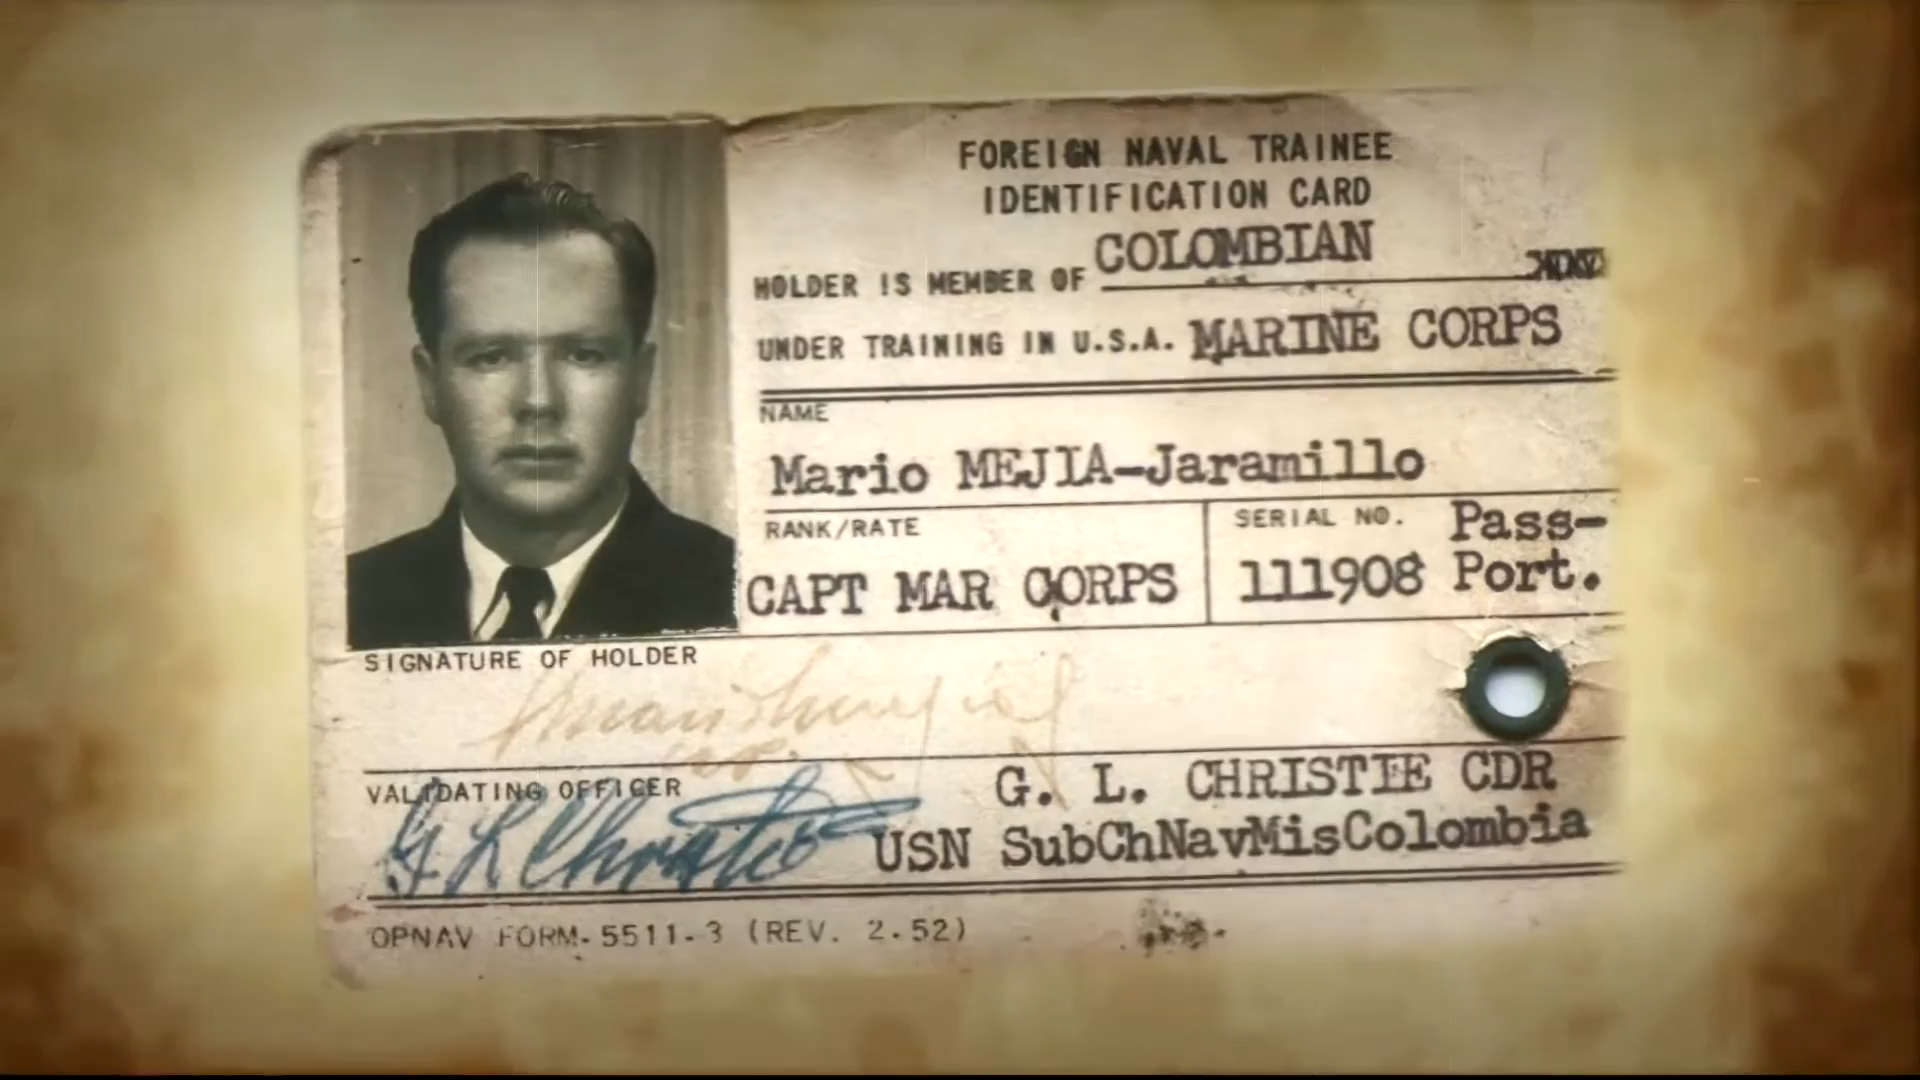 FOREIGN NAVAL TRAINEE
IDENTIFICATION CARD
HOLDER IS MEMBER OF COLOMBIAN
UNDER TRAINING IN U.S.A. MARINE CORPS
NAME
Mario MEJIA-Jaramillo
RANK/RATE
CAPT MAR CORPS
SERIAL NO. Pass-
111908 Port.
SIGNATURE OF HOLDER
VALIDATING OFFICER
G L Christie
G. L. CHRISTIE CDR
USN SubChNavMisColombia
OPNAV FORM-5511-3 (REV. 2.52)